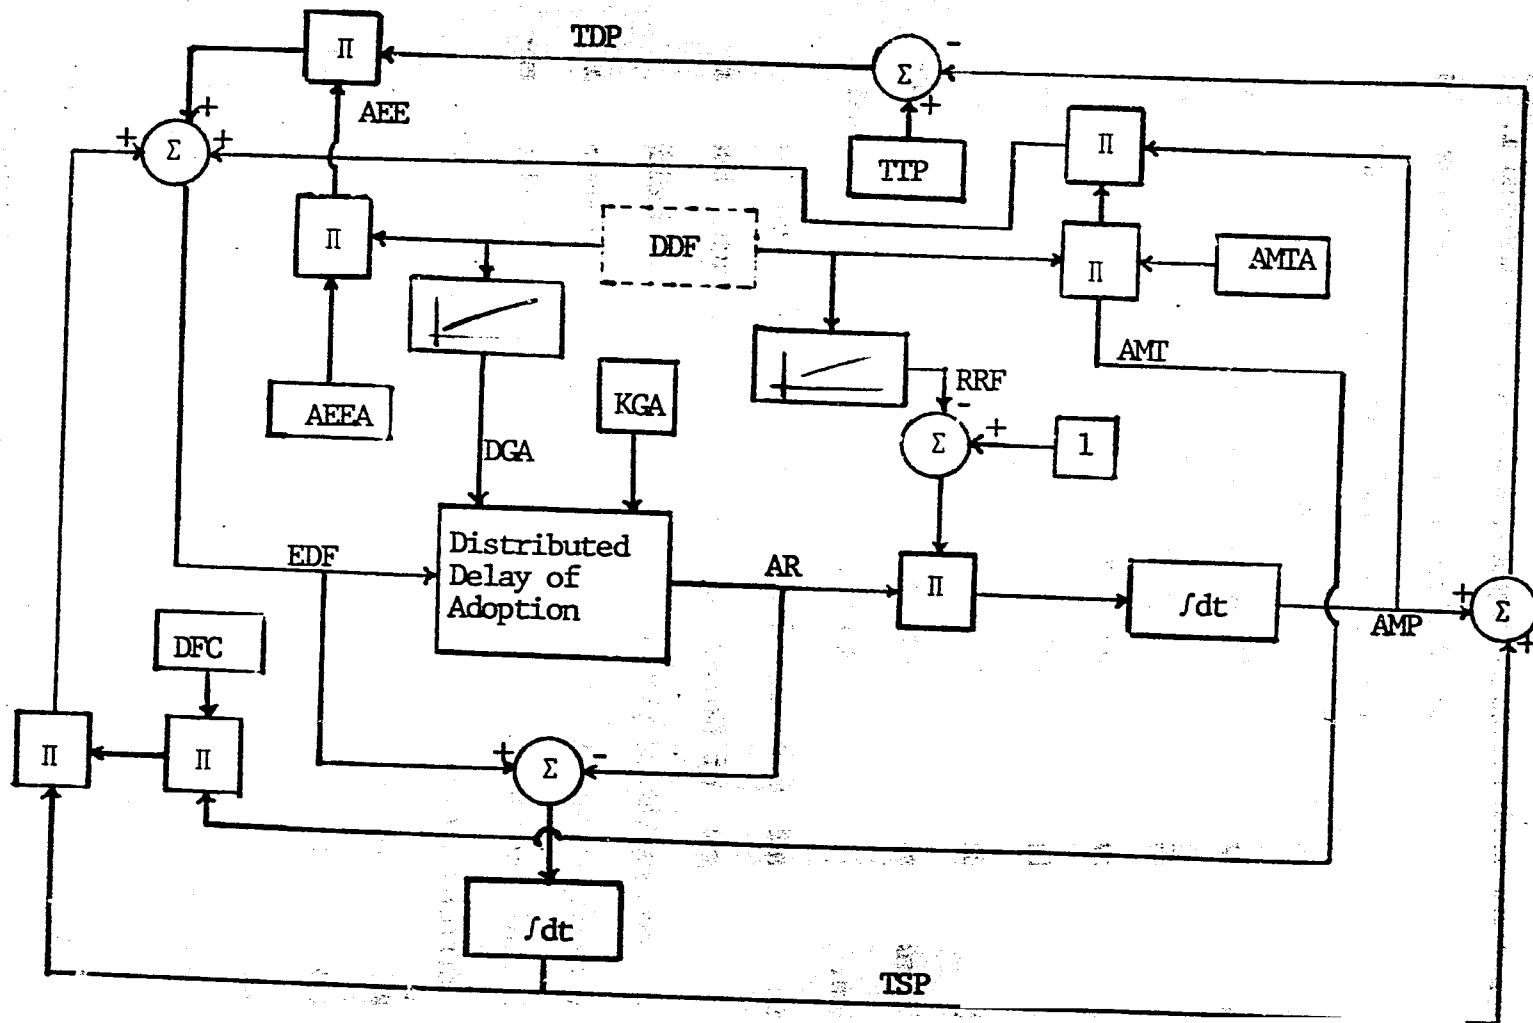 Π
TDP
-
Σ
+
AEE
+
+
Σ
+
TTP
Π
Π
DDF
Π
AMTA
AMT
AEEA
KGA
RRF
-
Σ
+
1
DGA
Distributed
Delay of
Adoption
EDF
AR
Π
∫dt
+
Σ
+
AMP
DFC
Π
Π
+
Σ
-
∫dt
TSP